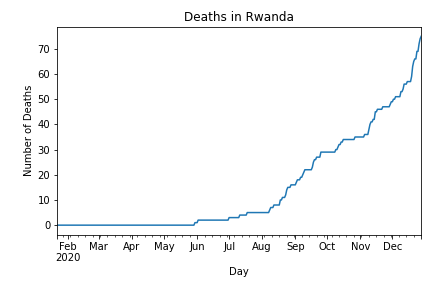 Deaths in Rwanda
70
60
50
40
30
20
10
0
Number of Deaths
Feb Mar Apr May Jun Jul Aug Sep Oct Nov Dec
2020
Day